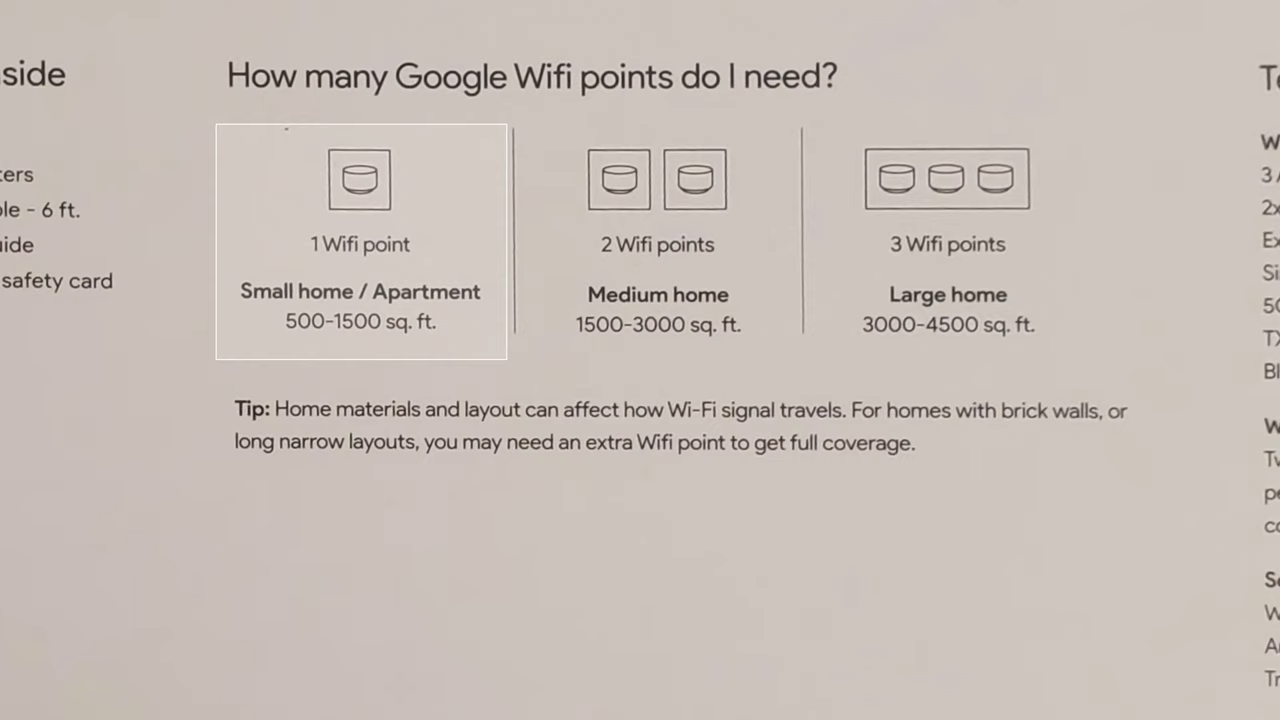 side
ters
ble - 6 ft.
uide
safety card
How many Google Wifi points do I need?
1 Wifi point
Small home / Apartment
500-1500 sq. ft.
2 Wifi points
Medium home
1500-3000 sq. ft.
3 Wifi points
Large home
3000-4500 sq. ft.
Tip: Home materials and layout can affect how Wi-Fi signal travels. For homes with brick walls, or
long narrow layouts, you may need an extra Wifi point to get full coverage.